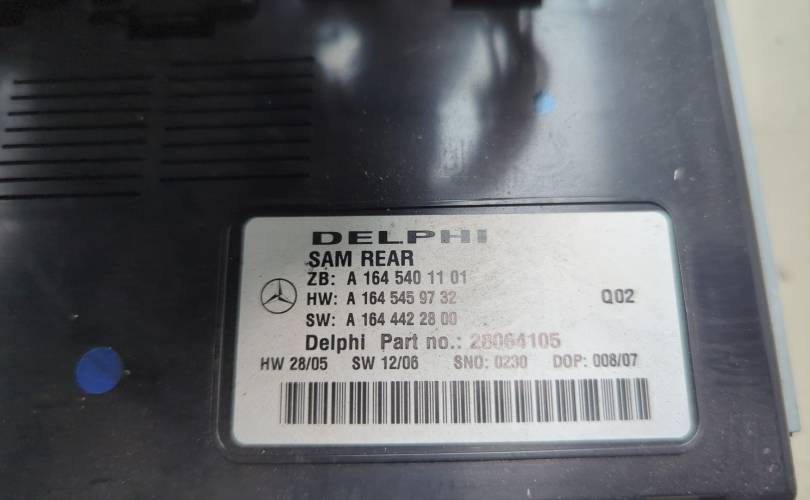 DELPHI
SAM REAR
ZB: A 164 540 11 01
HW: A 164 545 97 32 Q02
SW: A 164 442 28 00
Delphi Part no.: 28064105
HW 28/05 SW 12/06 SNO: 0230 DOP: 008/07